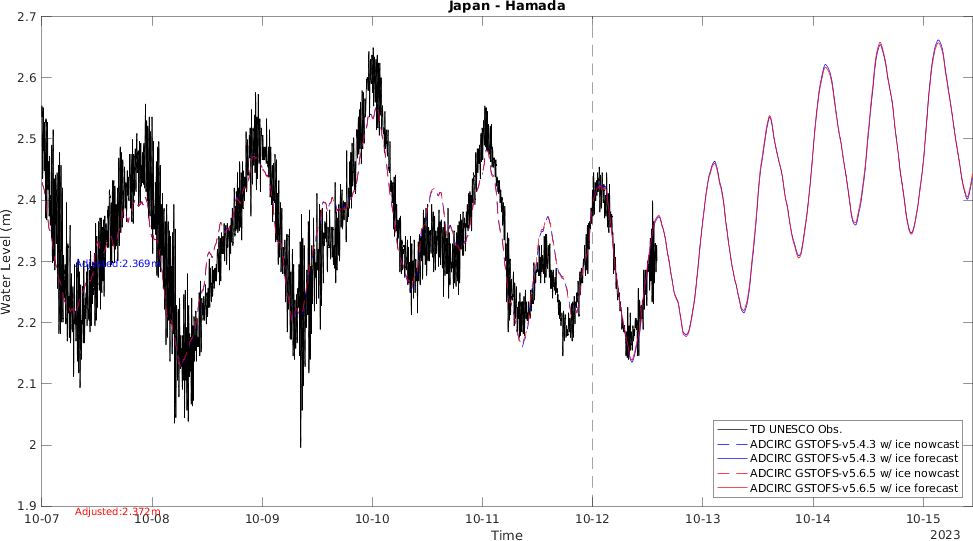 Japan - Hamada
2.7
2.6
2.5
2.4
2.3
2.2
2.1
2
1.9
Water Level (m)
Adjusted:2.369m
Adjusted:2.372m
TD UNESCO Obs.
ADCIRC GSTOFS-v5.4.3 w/ ice nowcast
ADCIRC GSTOFS-v5.4.3 w/ ice forecast
ADCIRC GSTOFS-v5.6.5 w/ ice nowcast
ADCIRC GSTOFS-v5.6.5 w/ ice forecast
10-07 10-08 10-09 10-10 10-11 10-12 10-13 10-14 10-15
Time
2023